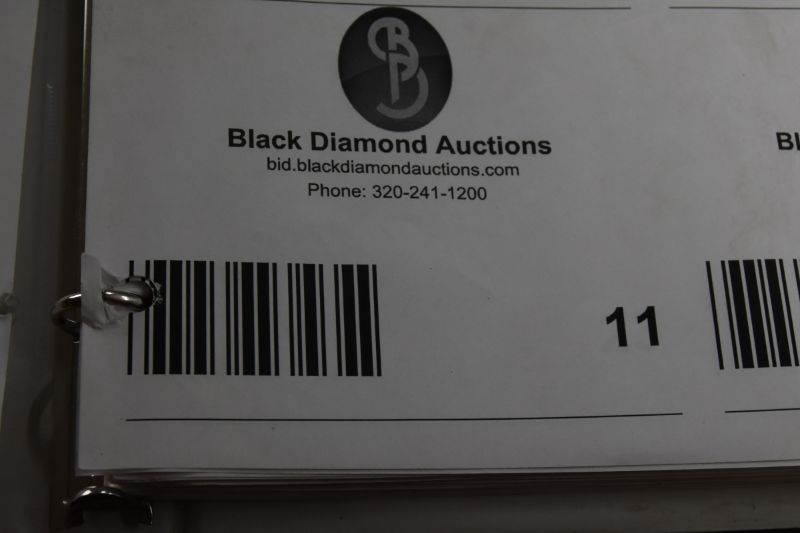 Black Diamond Auctions
bid.blackdiamondauctions.com
Phone: 320-241-1200
11